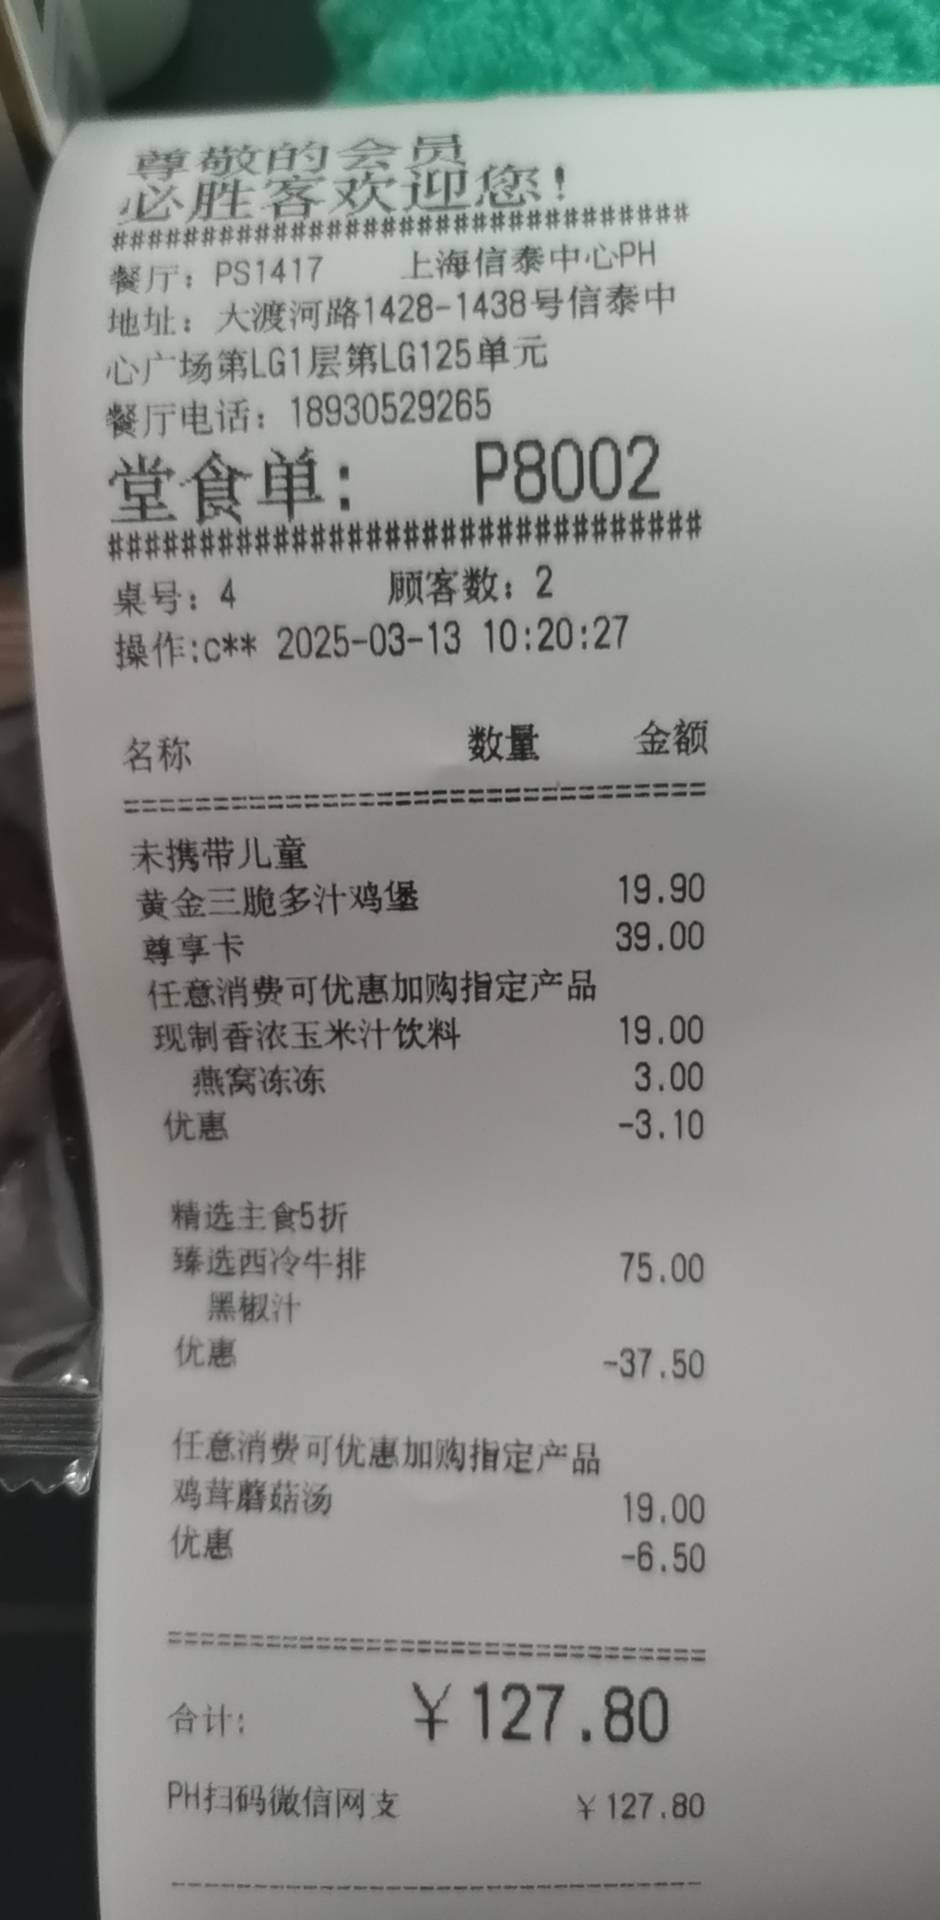 尊敬的会员
必胜客欢迎您!
#################################
餐厅：PS1417 上海信泰中心PH
地址：大渡河路1428-1438号信泰中
心广场第LG1层第LG125单元
餐厅电话：18930529265
堂食单： P8002
#################################
桌号：4 顾客数：2
操作:c** 2025-03-13 10:20:27
名称 数量 金额
=================================
未携带儿童
黄金三脆多汁鸡堡 19.90
尊享卡 39.00
任意消费可优惠加购指定产品
现制香浓玉米汁饮料 19.00
燕窝冻冻 3.00
优惠 -3.10
精选主食5折
臻选西冷牛排 75.00
黑椒汁
优惠 -37.50
任意消费可优惠加购指定产品
鸡茸蘑菇汤 19.00
优惠 -6.50
=================================
合计: ￥127.80
PH扫码微信网支 ￥127.80
---------------------------------